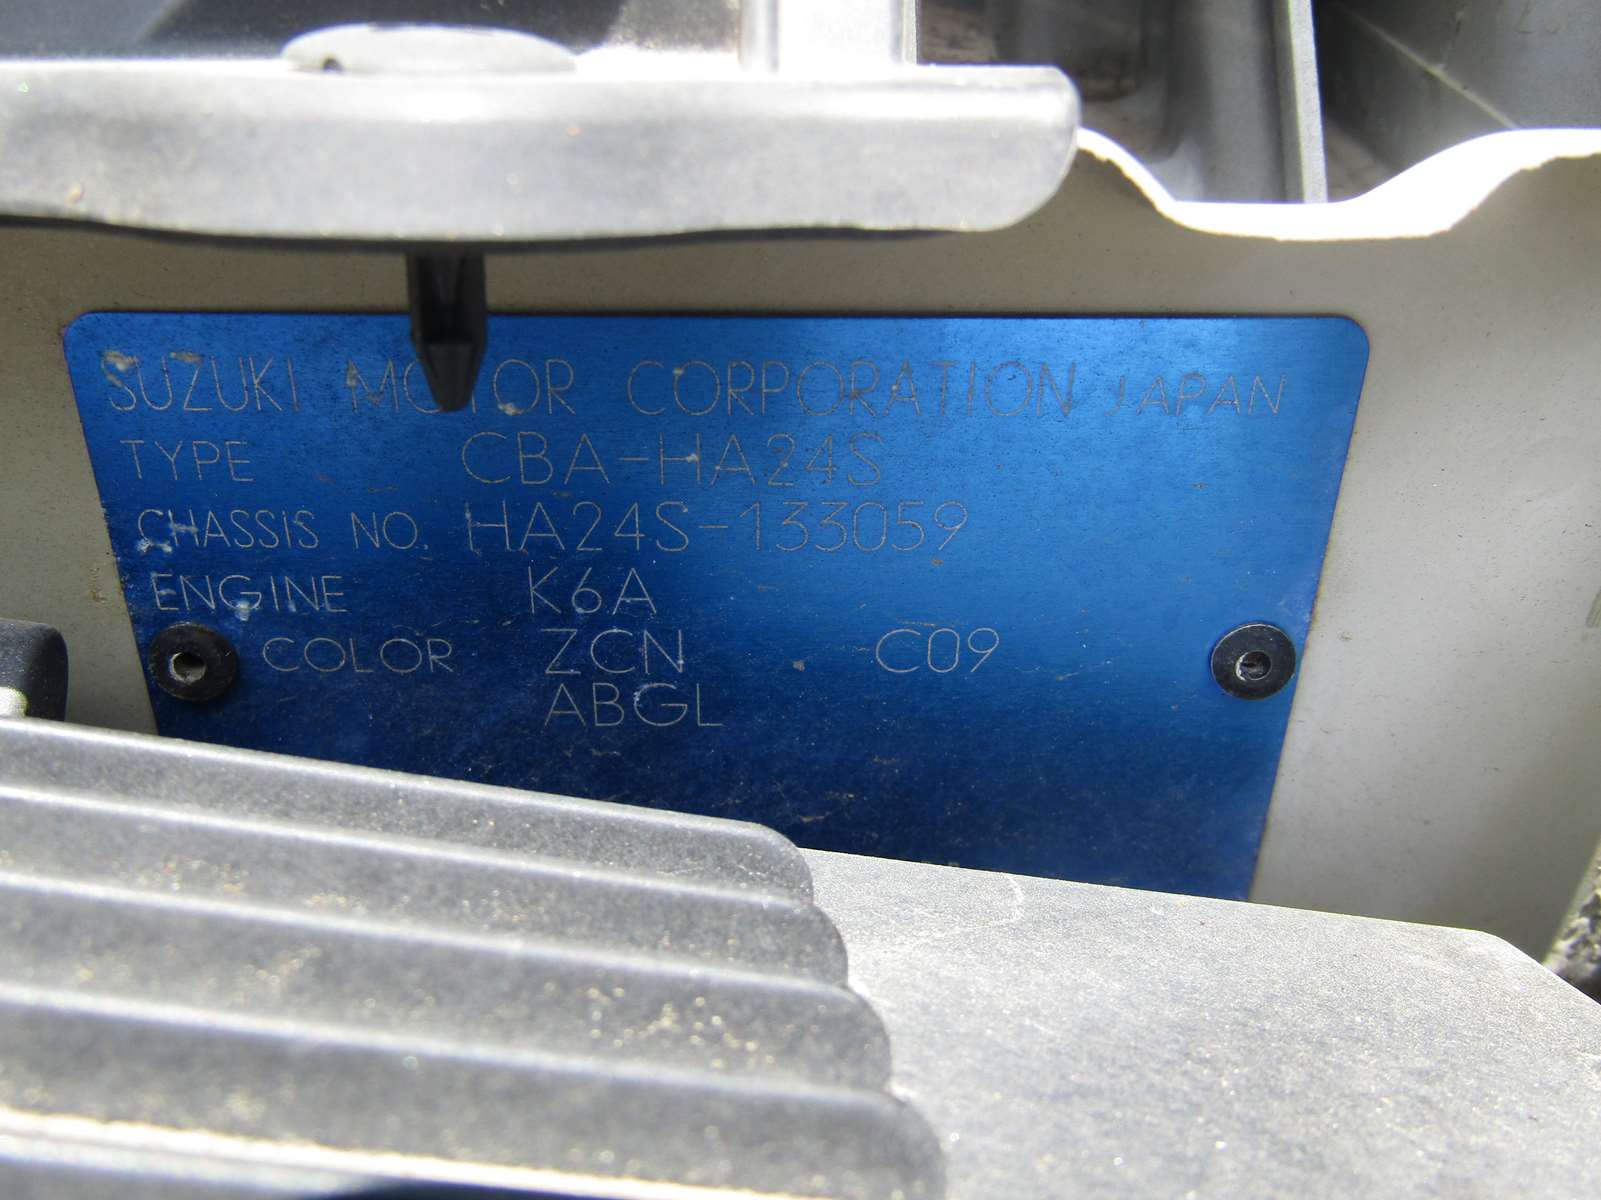 SUZUKI MOTOR CORPORATION JAPAN
TYPE CBA-HA24S
CHASSIS NO. HA24S-133059
ENGINE K6A
COLOR ZCN C09
ABGL